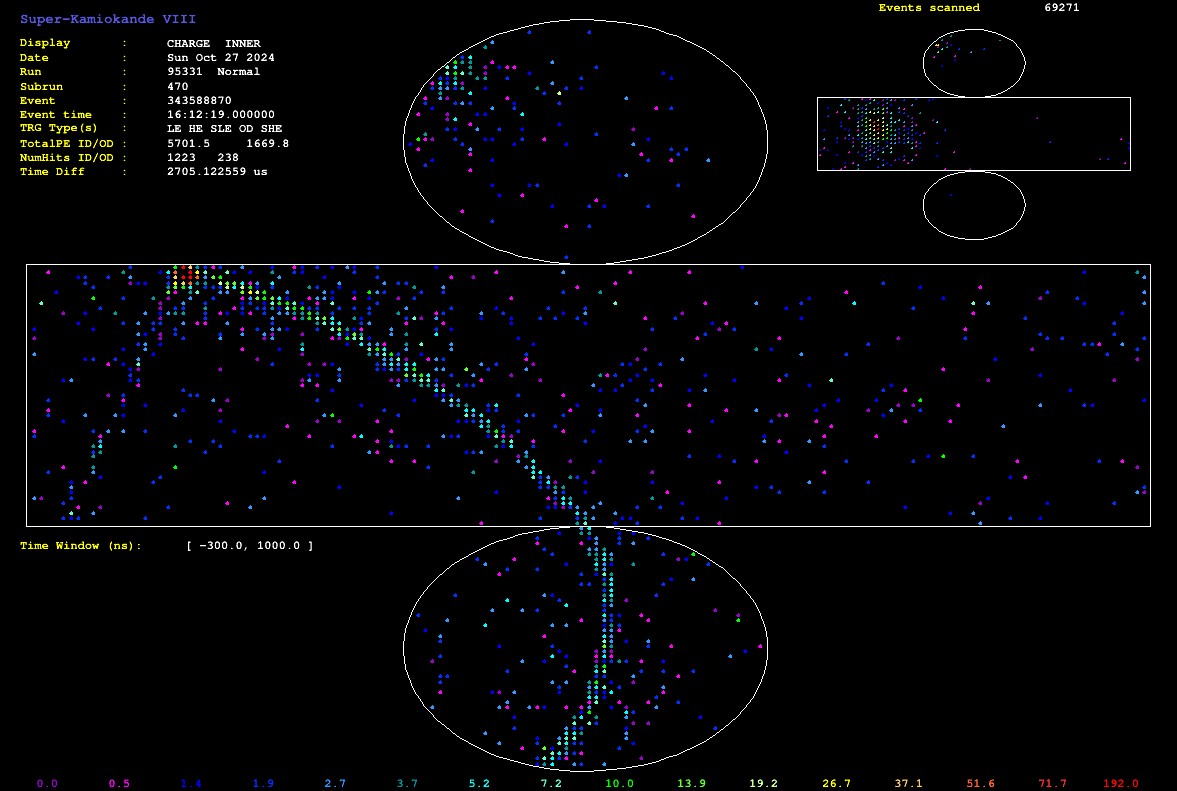 Super-Kamiokande VIII
Events scanned 69271
Display : CHARGE INNER
Date : Sun Oct 27 2024
Run : 95331 Normal
Subrun : 470
Event : 343588870
Event time : 16:12:19.000000
TRG Type(s) : LE HE SLE OD SHE
TotalPE ID/OD : 5701.5 1669.8
NumHits ID/OD : 1223 238
Time Diff : 2705.122559 us
Time Window (ns): [ -300.0, 1000.0 ]
0.0 0.5 1.4 1.9 2.7 3.7 5.2 7.2 10.0 13.9 19.2 26.7 37.1 51.6 71.7 192.0